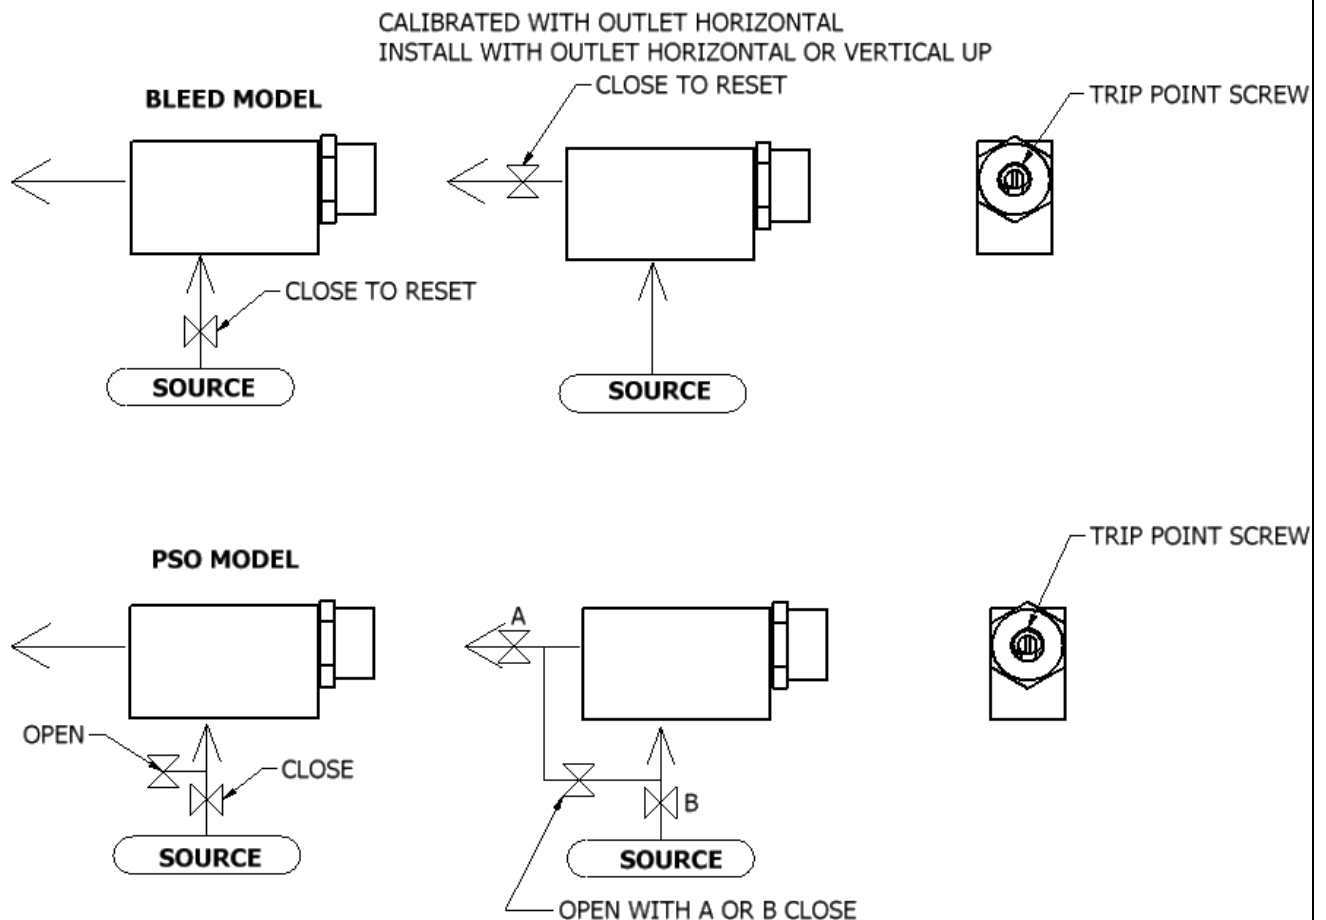 CALIBRATED WITH OUTLET HORIZONTAL
INSTALL WITH OUTLET HORIZONTAL OR VERTICAL UP
CLOSE TO RESET
BLEED MODEL
TRIP POINT SCREW
CLOSE TO RESET
SOURCE
SOURCE
PSO MODEL
TRIP POINT SCREW
A
OPEN
CLOSE
B
SOURCE
SOURCE
OPEN WITH A OR B CLOSE